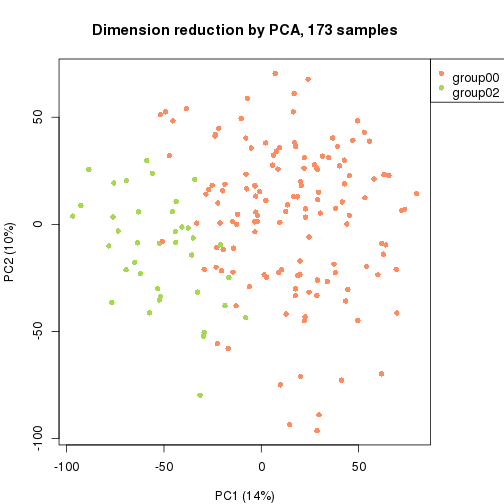 Dimension reduction by PCA, 173 samples
group00
group02
50
0
-50
-100
PC2 (10%)
-100
-50
0
50
PC1 (14%)